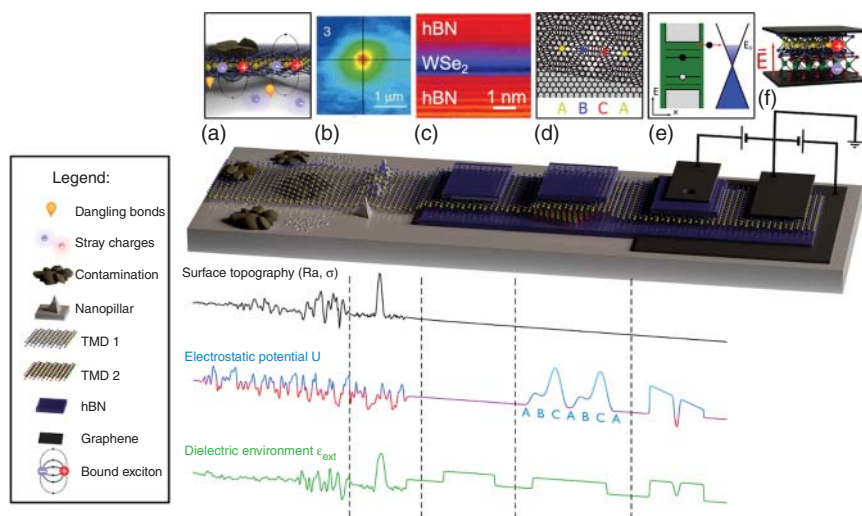 3
1 µm
hBN
WSe2
hBN
1 nm
A B C A
E
x
EF
E
(a)
(b)
(c)
(d)
(e)
(f)
Legend:
Dangling bonds
Stray charges
Contamination
Nanopillar
TMD 1
TMD 2
hBN
Graphene
Bound exciton
Surface topography (Ra, σ)
Electrostatic potential U
A B C A B C A
Dielectric environment εext